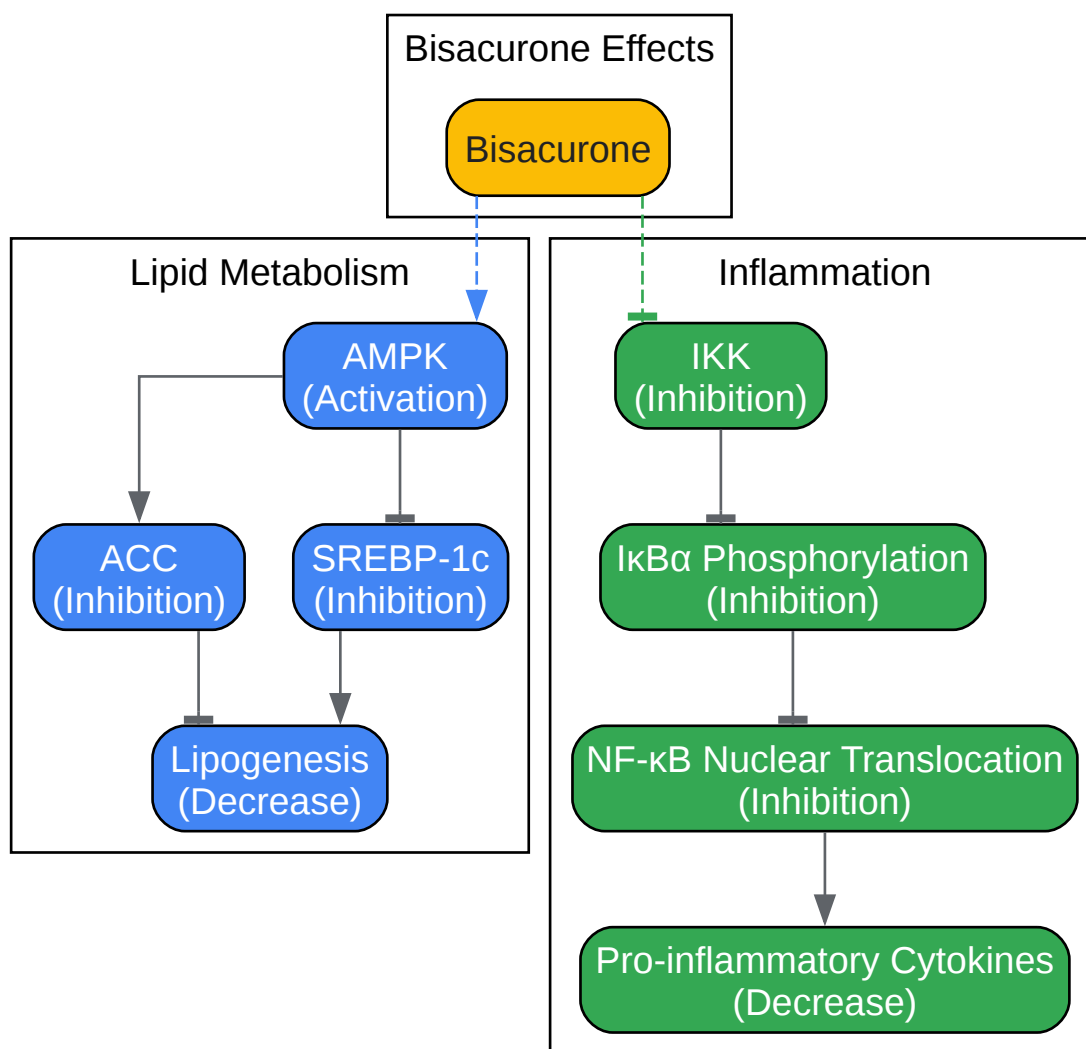 Bisacurone Effects
Bisacurone
Lipid Metabolism
AMPK
(Activation)
ACC
(Inhibition)
SREBP-1c
(Inhibition)
Lipogenesis
(Decrease)
Inflammation
IKK
(Inhibition)
IκBα Phosphorylation
(Inhibition)
NF-κB Nuclear Translocation
(Inhibition)
Pro-inflammatory Cytokines
(Decrease)